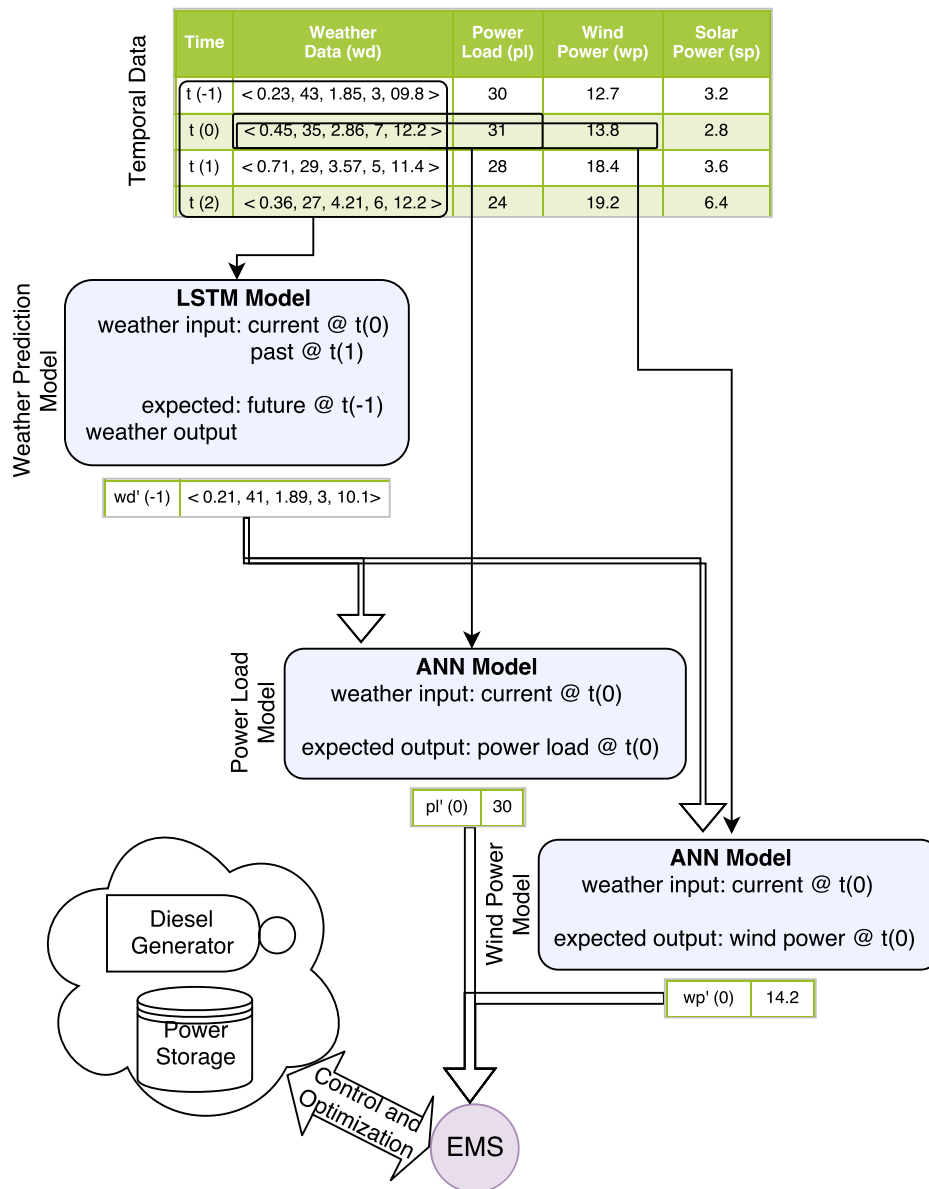 Temporal Data
Time
Weather
Data (wd)
Power
Load (pl)
Wind
Power (wp)
Solar
Power (sp)
t (-1) < 0.23, 43, 1.85, 3, 09.8 > 30 12.7 3.2
t (0) < 0.45, 35, 2.86, 7, 12.2 > 31 13.8 2.8
t (1) < 0.71, 29, 3.57, 5, 11.4 > 28 18.4 3.6
t (2) < 0.36, 27, 4.21, 6, 12.2 > 24 19.2 6.4
Weather Prediction
Model
LSTM Model
weather input: current @ t(0)
past @ t(1)
expected: future @ t(-1)
weather output
wd' (-1) < 0.21, 41, 1.89, 3, 10.1>
Power Load
Model
ANN Model
weather input: current @ t(0)
expected output: power load @ t(0)
pl' (0) 30
Wind Power
Model
ANN Model
weather input: current @ t(0)
expected output: wind power @ t(0)
wp' (0) 14.2
Diesel
Generator
Power
Storage
Control and
Optimization
EMS